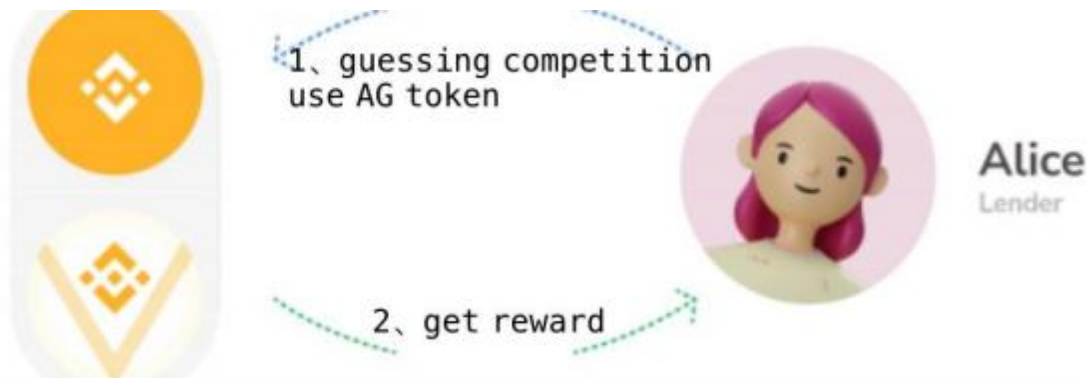 1、guessing competition
use AG token
Alice
Lender
2、get reward